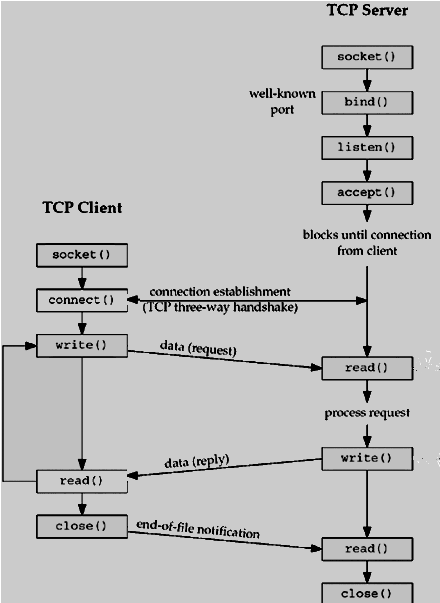 TCP Server
socket()
well-known
port
bind()
listen()
accept()
blocks until connection
from client
TCP Client
socket()
connect()
connection establishment
(TCP three-way handshake)
write()
data (request)
read()
process request
write()
data (reply)
read()
close()
end-of-file notification
read()
close()